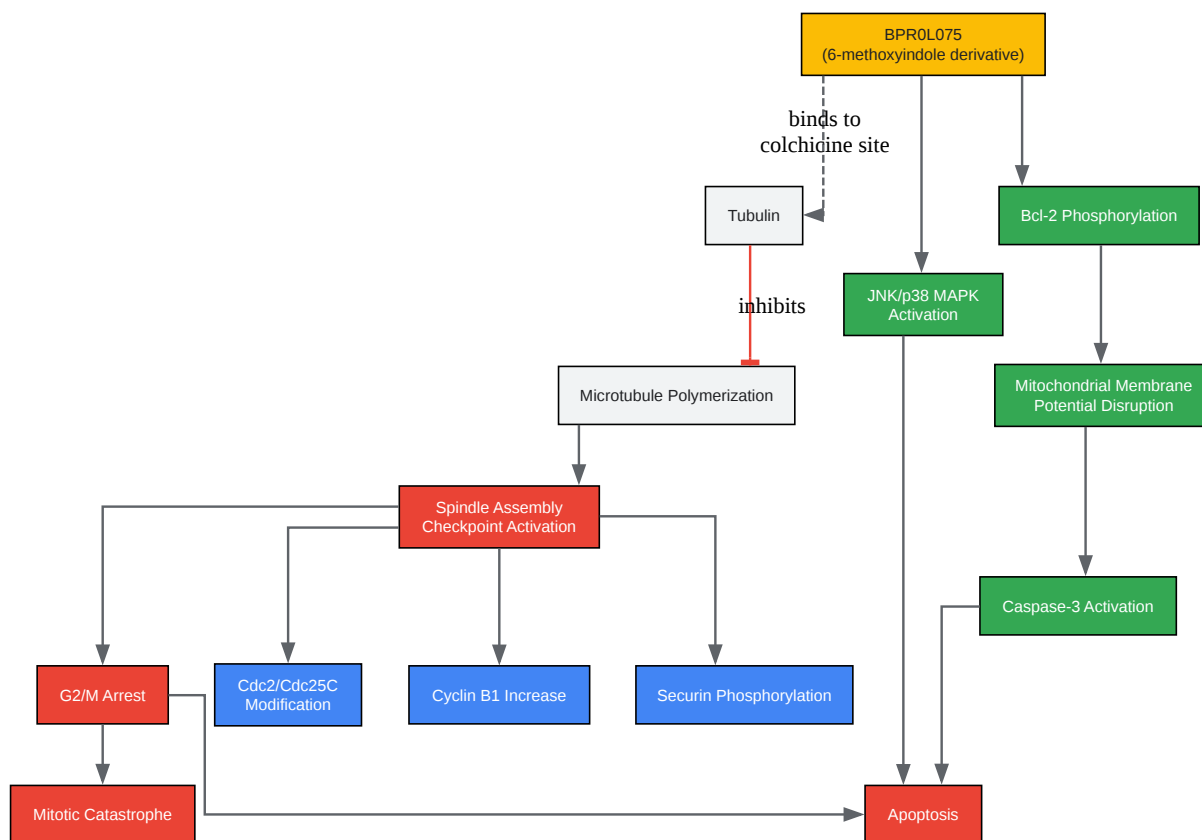 BPR0L075
(6-methoxyindole derivative)
binds to
colchicine site
Tubulin
Bcl-2 Phosphorylation
inhibits
JNK/p38 MAPK
Activation
Microtubule Polymerization
Mitochondrial Membrane
Potential Disruption
Spindle Assembly
Checkpoint Activation
Caspase-3 Activation
G2/M Arrest
Cdc2/Cdc25C
Modification
Cyclin B1 Increase
Securin Phosphorylation
Mitotic Catastrophe
Apoptosis